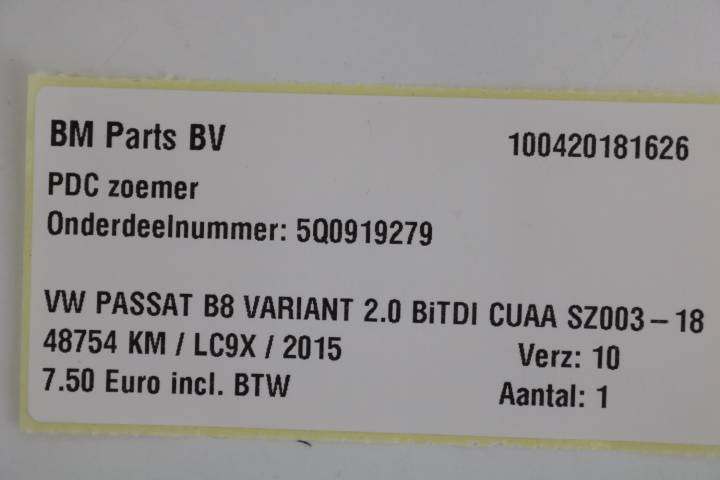 BM Parts BV 100420181626
PDC zoemer
Onderdeelnummer: 5Q0919279
VW PASSAT B8 VARIANT 2.0 BiTDI CUAA SZ003-18
48754 KM / LC9X / 2015 Verz: 10
7.50 Euro incl. BTW Aantal: 1